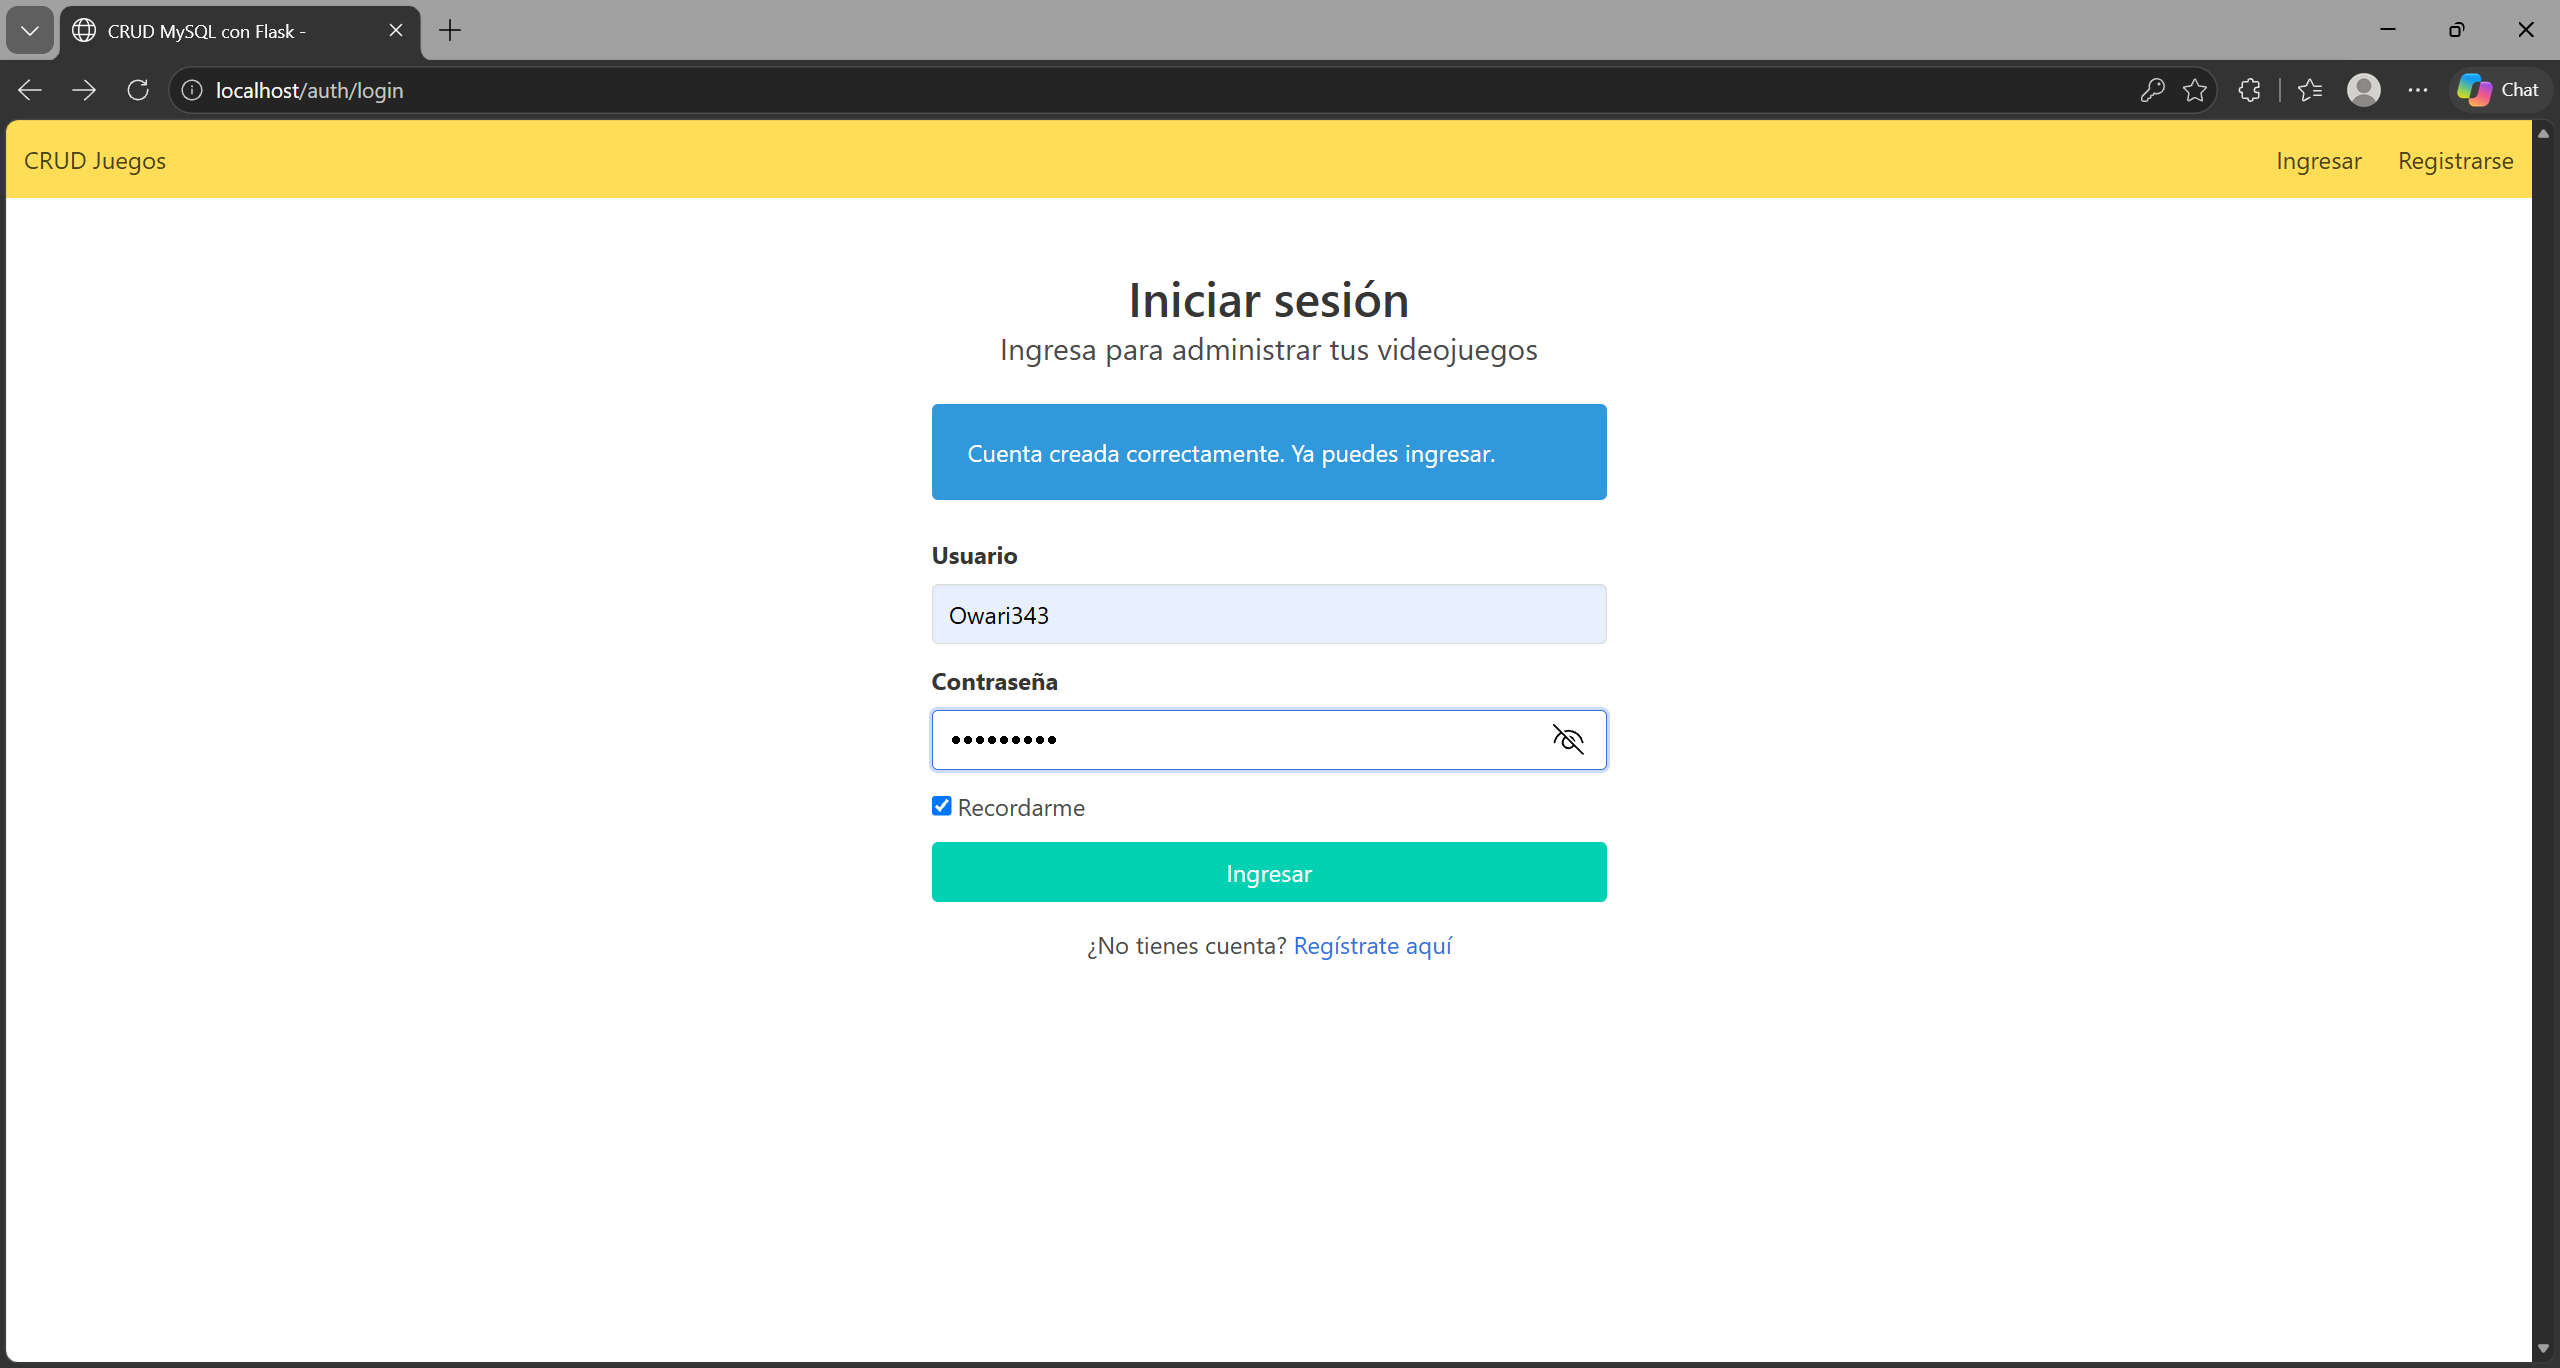 CRUD MySQL con Flask -
localhost/auth/login
Chat
CRUD Juegos
Ingresar
Registrarse
Iniciar sesión
Ingresa para administrar tus videojuegos
Cuenta creada correctamente. Ya puedes ingresar.
Usuario
Owari343
Contraseña
•••••••••
Recordarme
Ingresar
¿No tienes cuenta? Regístrate aquí